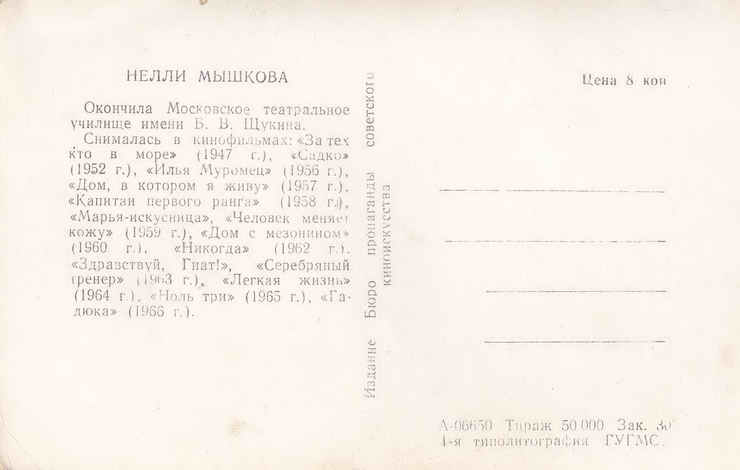 НЕЛЛИ МЫШКОВА
Окончила Московское театральное
училище имени Б. В. Щукина.
Снималась в кинофильмах: «За тех
кто в море» (1947 г.), «Садко»
(1952 г.), «Илья Муромец» (1956 г.),
«Дом, в котором я живу» (1957 г.),
«Капитан первого ранга» (1958 г.),
«Марья-искусница», «Человек меняет
кожу» (1959 г.), «Дом с мезонином»
(1960 г.), «Никогда» (1962 г.),
«Здравствуй, Гнат!», «Серебряный
тренер» (1963 г.), «Легкая жизнь»
(1964 г.), «Ноль три» (1965 г.), «Га-
дюка» (1966 г.).
Издание Бюро пропаганды советского
киноискусства
Цена 8 коп
А-06650 Тираж 50 000 Зак. 30
4-я типолитография ГУГМС.